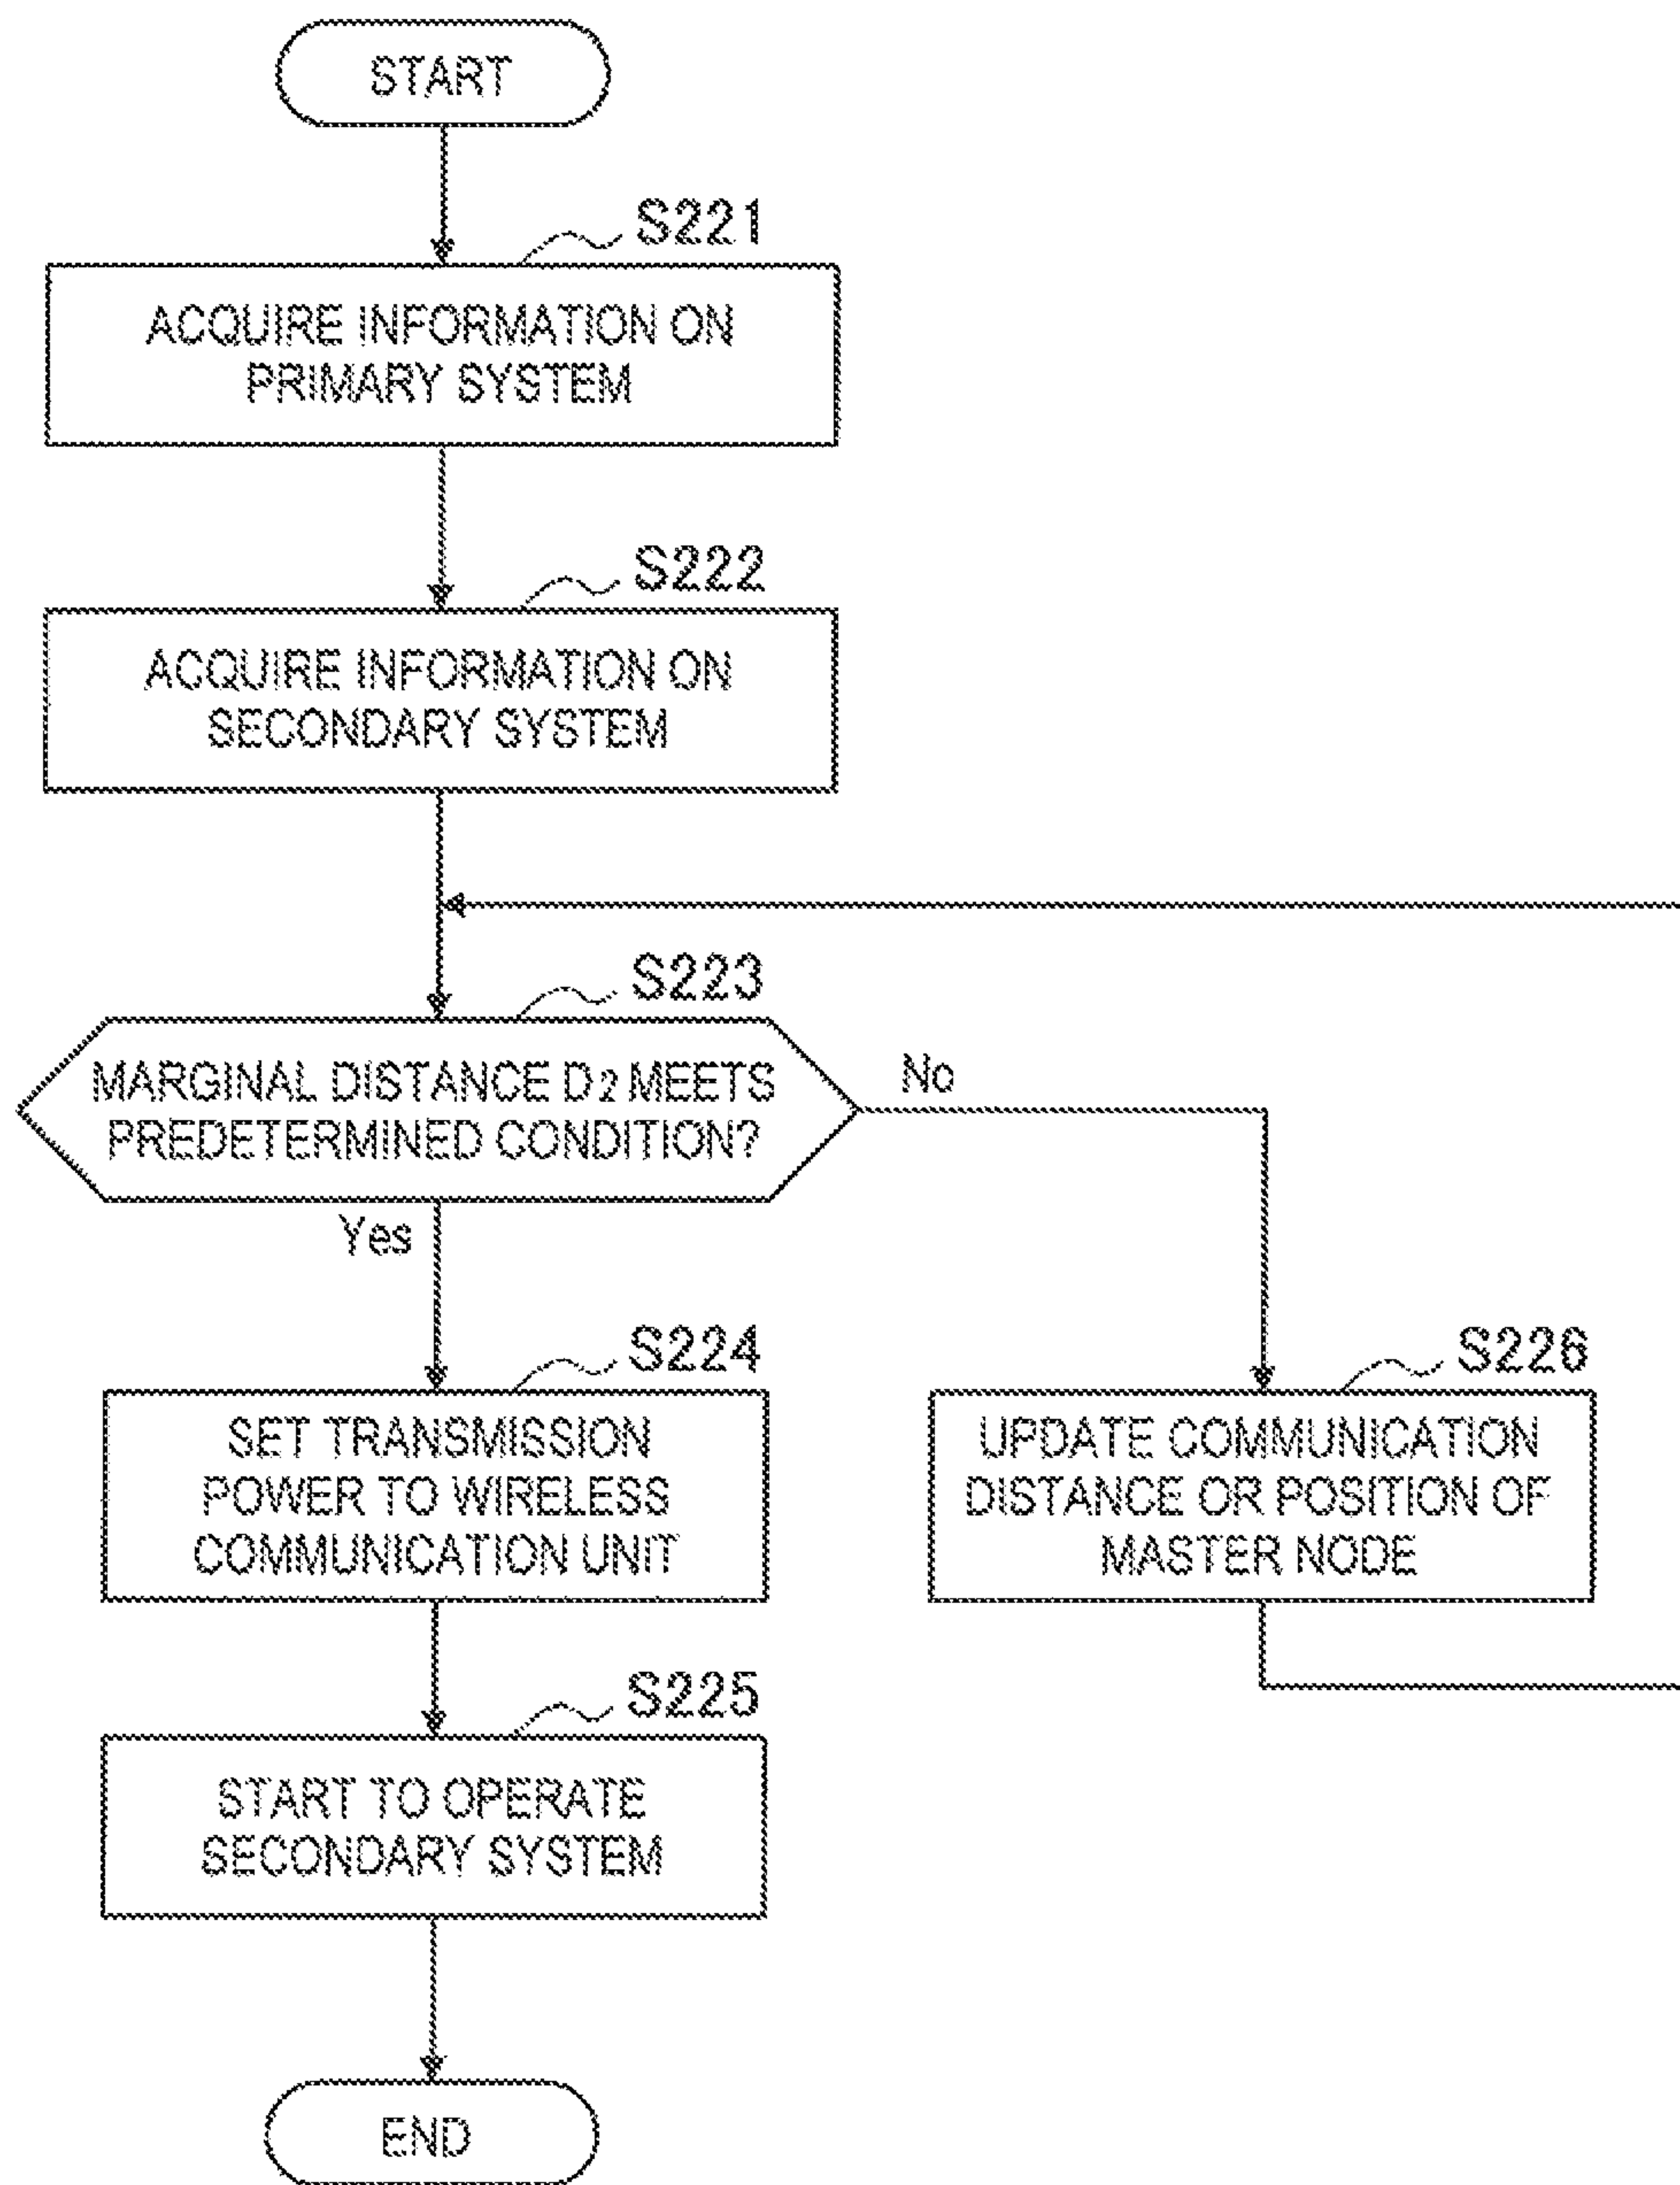 START
S221
ACQUIRE INFORMATION ON
PRIMARY SYSTEM
S222
ACQUIRE INFORMATION ON
SECONDARY SYSTEM
S223
MARGINAL DISTANCE D2 MEETS
PREDETERMINED CONDITION?
No
Yes
S224
SET TRANSMISSION
POWER TO WIRELESS
COMMUNICATION UNIT
S226
UPDATE COMMUNICATION
DISTANCE OR POSITION OF
MASTER NODE
S225
START TO OPERATE
SECONDARY SYSTEM
END